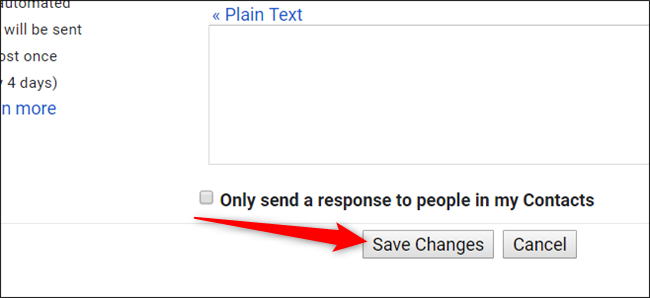 automated
« Plain Text
will be sent
most once
4 days)
n more
Only send a response to people in my Contacts
Save Changes
Cancel